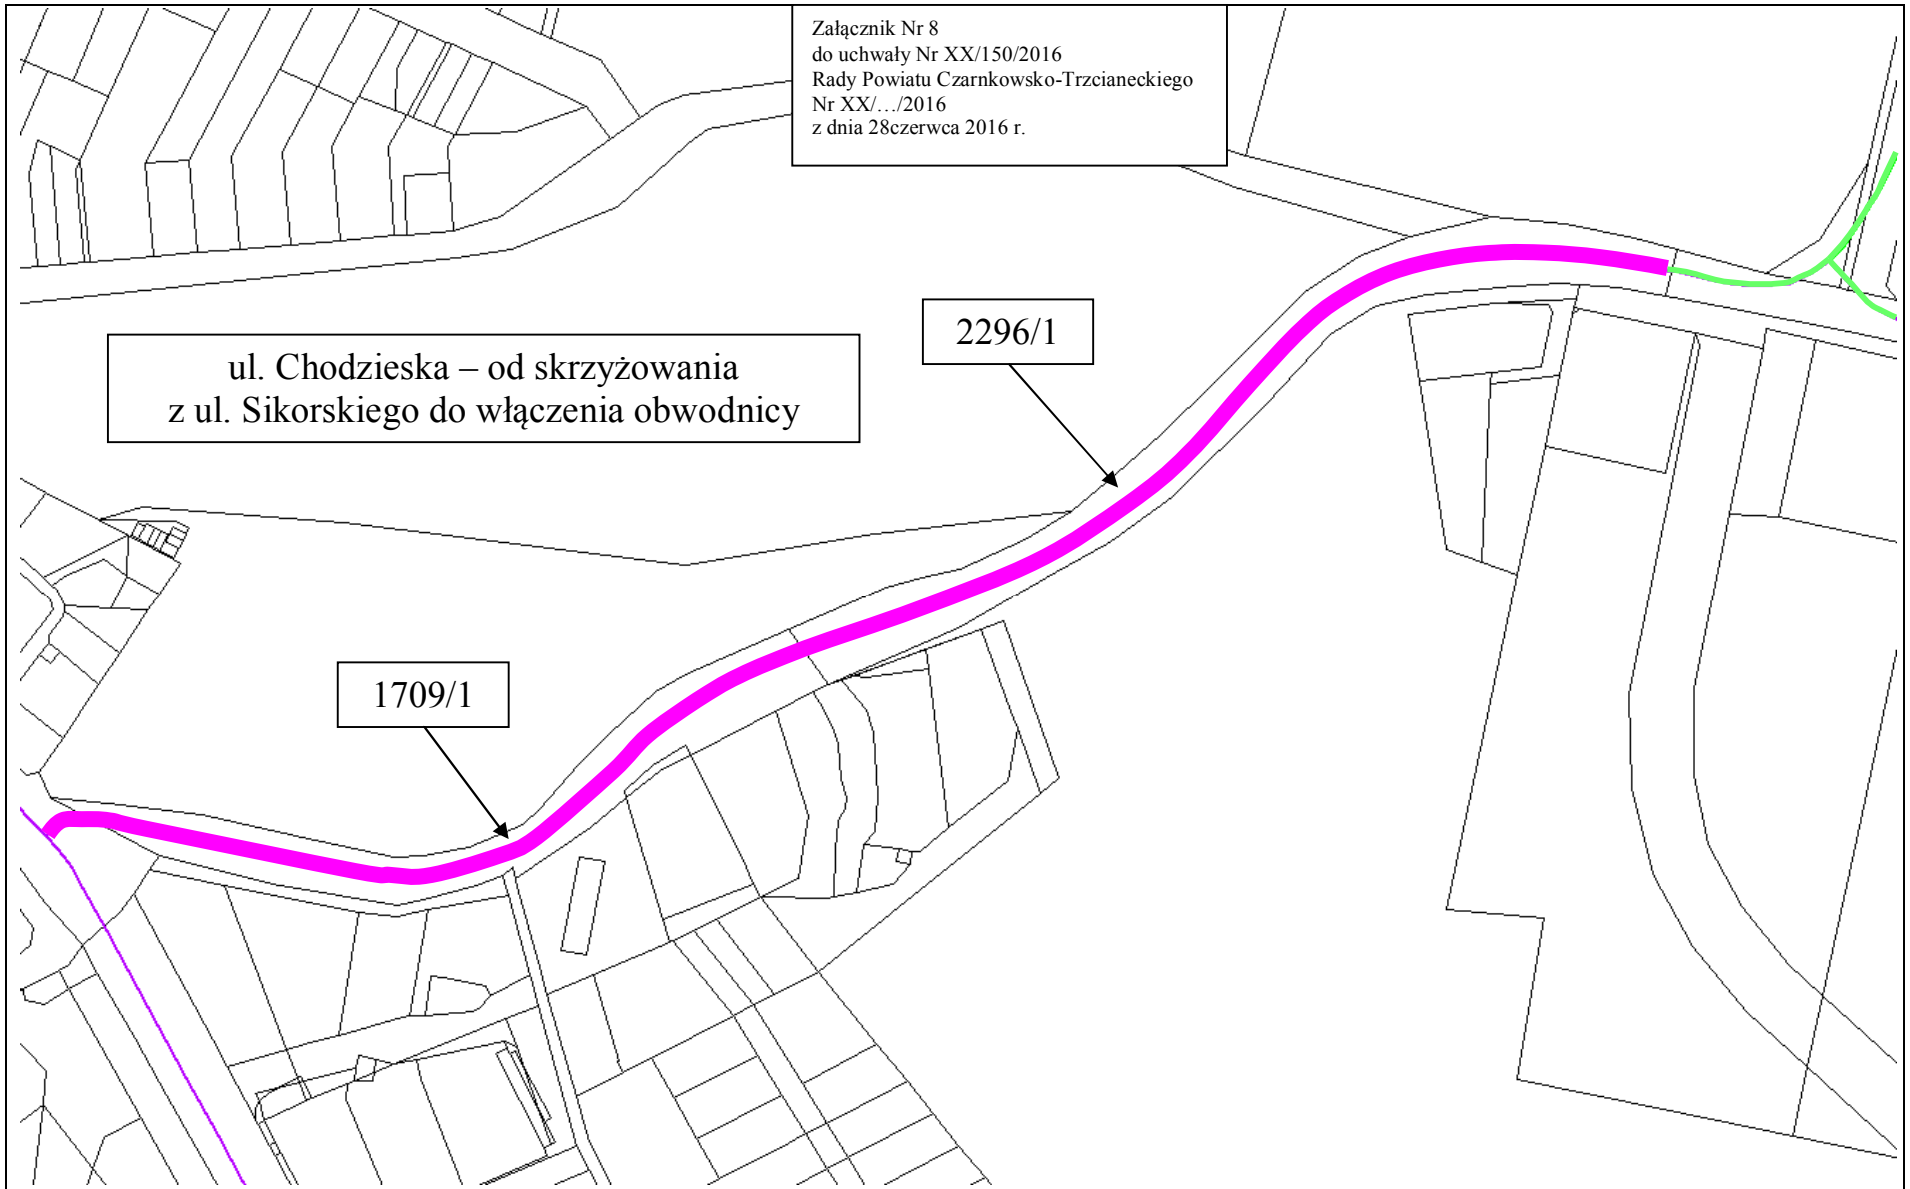 Załącznik Nr 8
do uchwały Nr XX/150/2016
Rady Powiatu Czarnkowsko-Trzcianeckiego
Nr XX/…/2016
z dnia 28czerwca 2016 r.
ul. Chodzieska – od skrzyżowania
z ul. Sikorskiego do włączenia obwodnicy
2296/1
1709/1